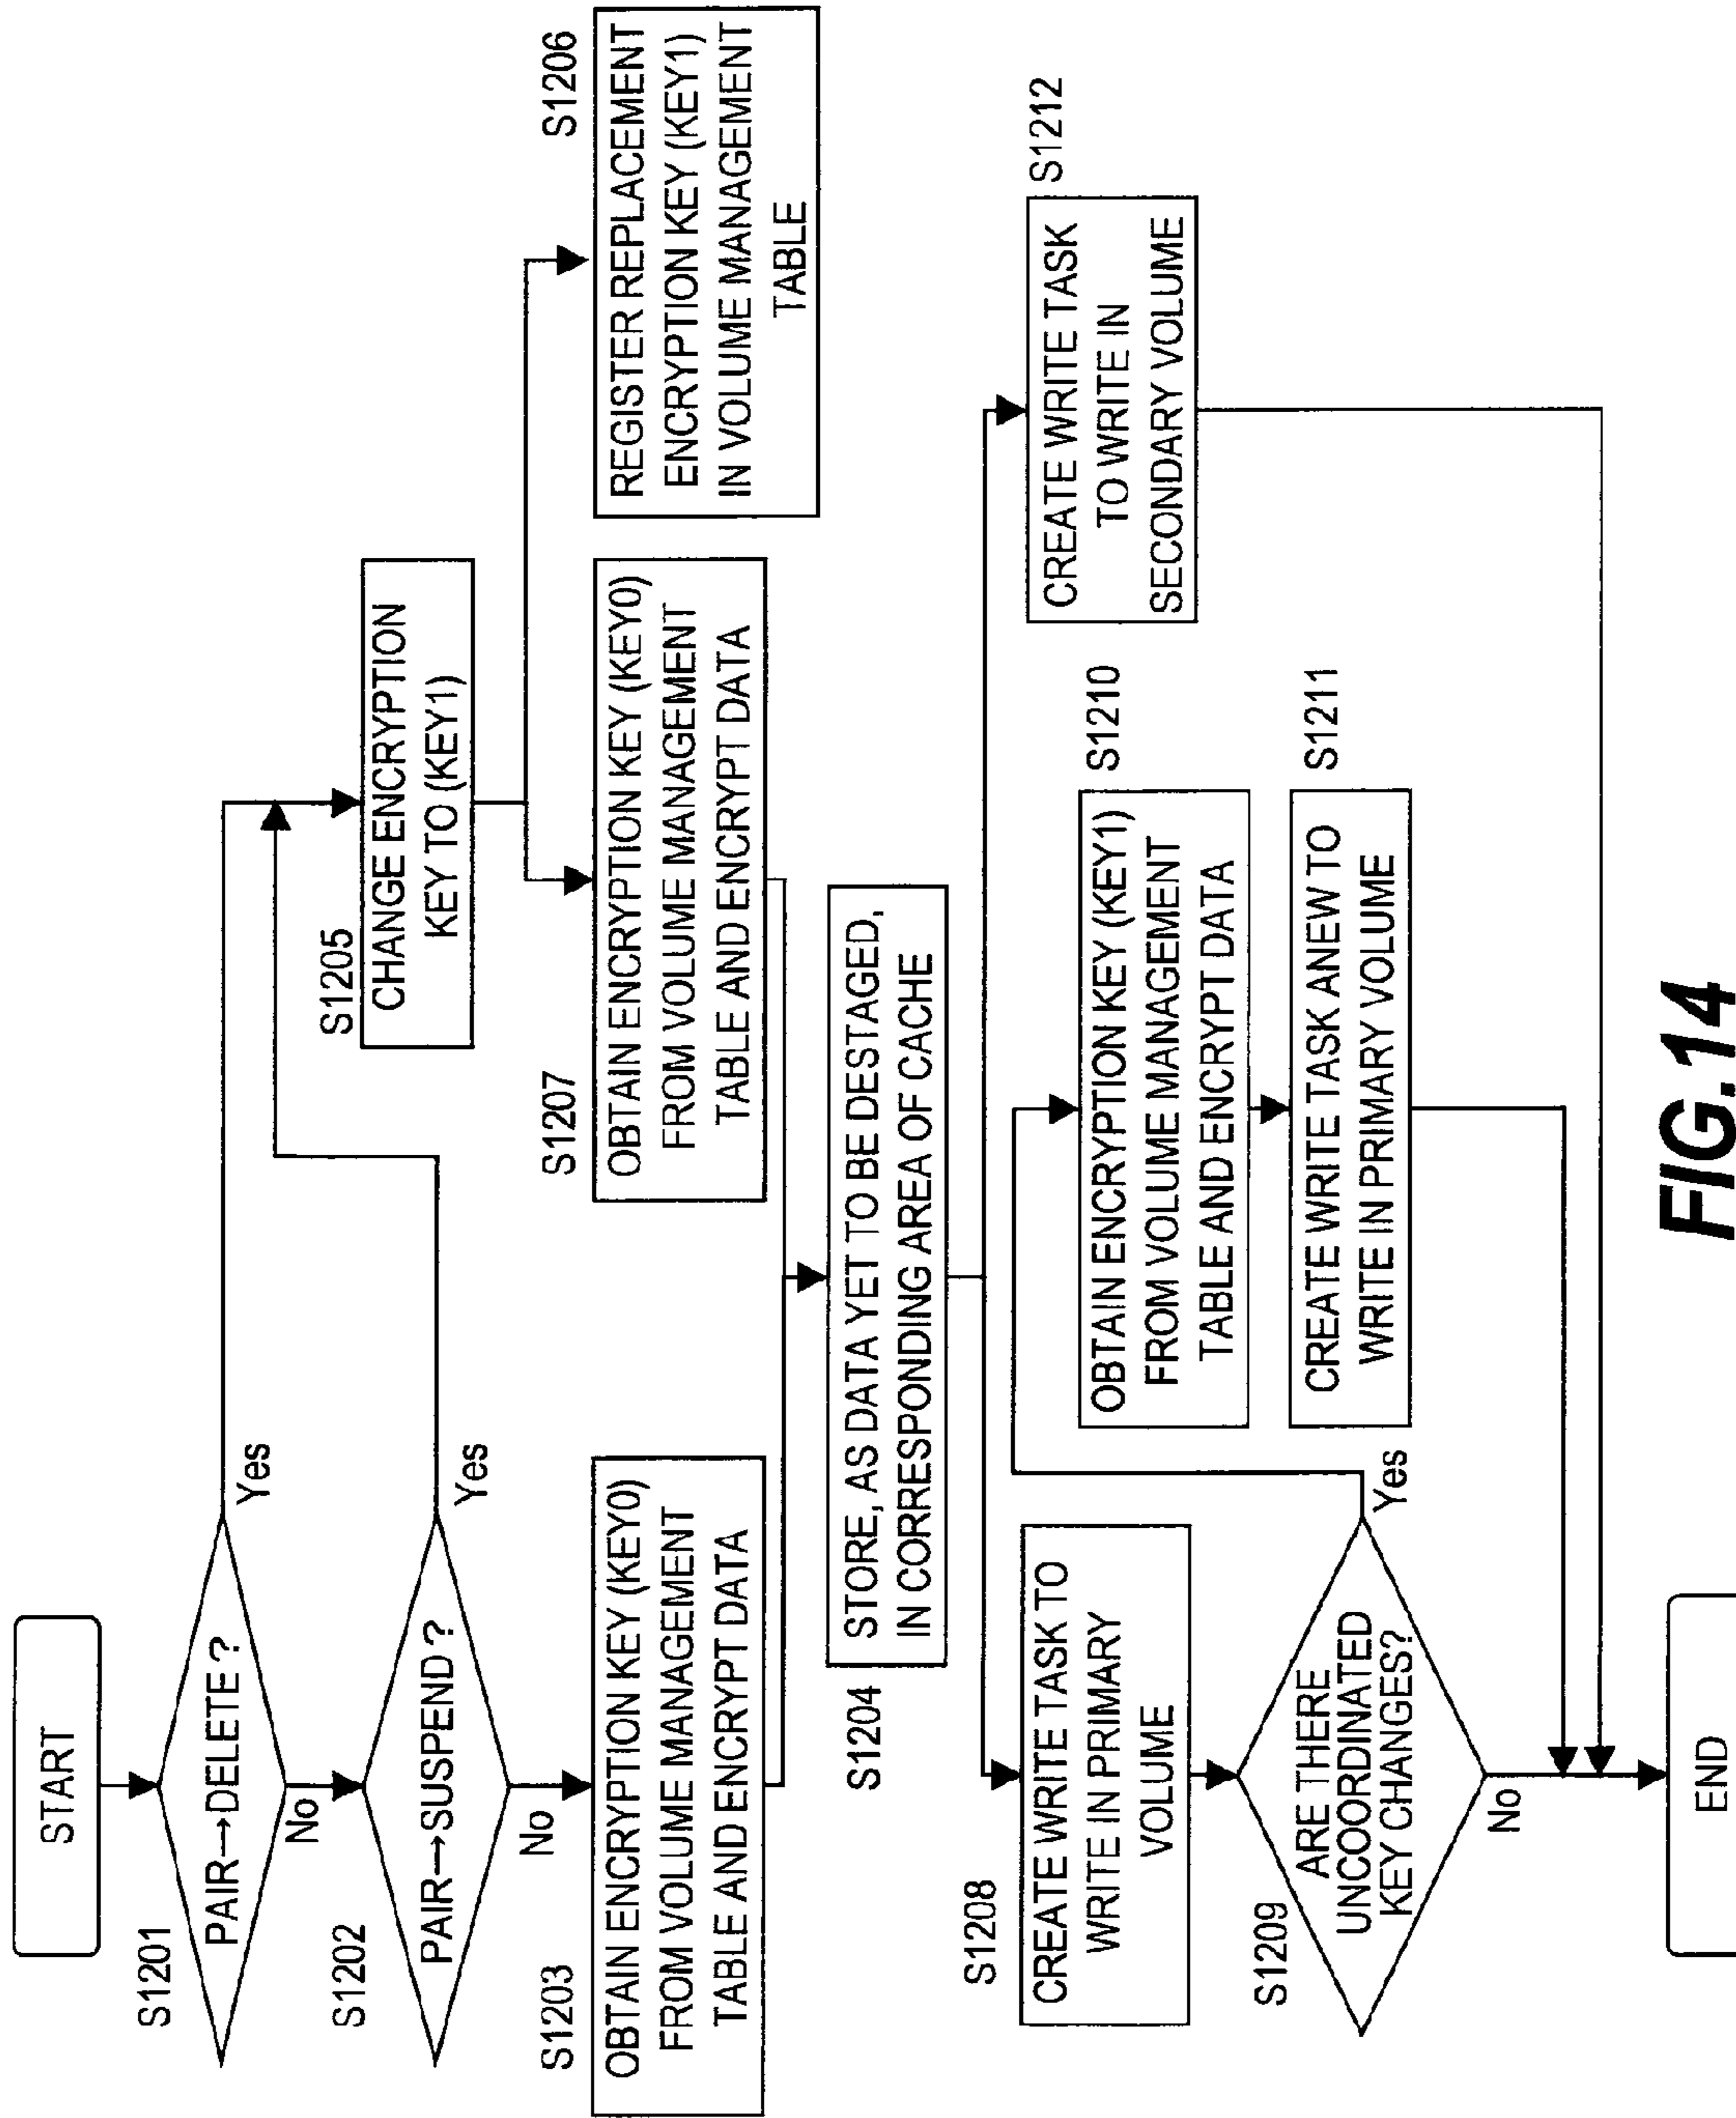 START
S1201
PAIR→DELETE ?
Yes
No
S1202
PAIR→SUSPEND ?
Yes
No
S1205
CHANGE ENCRYPTION
KEY TO (KEY1)
S1203
OBTAIN ENCRYPTION KEY (KEY0)
FROM VOLUME MANAGEMENT
TABLE AND ENCRYPT DATA
S1207
OBTAIN ENCRYPTION KEY (KEY0)
FROM VOLUME MANAGEMENT
TABLE AND ENCRYPT DATA
S1206
REGISTER REPLACEMENT
ENCRYPTION KEY (KEY1)
IN VOLUME MANAGEMENT
TABLE
S1204
STORE, AS DATA YET TO BE DESTAGED,
IN CORRESPONDING AREA OF CACHE
S1208
CREATE WRITE TASK TO
WRITE IN PRIMARY
VOLUME
S1209
ARE THERE
UNCOORDINATED
KEY CHANGES?
Yes
No
S1210
OBTAIN ENCRYPTION KEY (KEY1)
FROM VOLUME MANAGEMENT
TABLE AND ENCRYPT DATA
S1211
CREATE WRITE TASK ANEW TO
WRITE IN PRIMARY VOLUME
S1212
CREATE WRITE TASK
TO WRITE IN
SECONDARY VOLUME
END
FIG.14